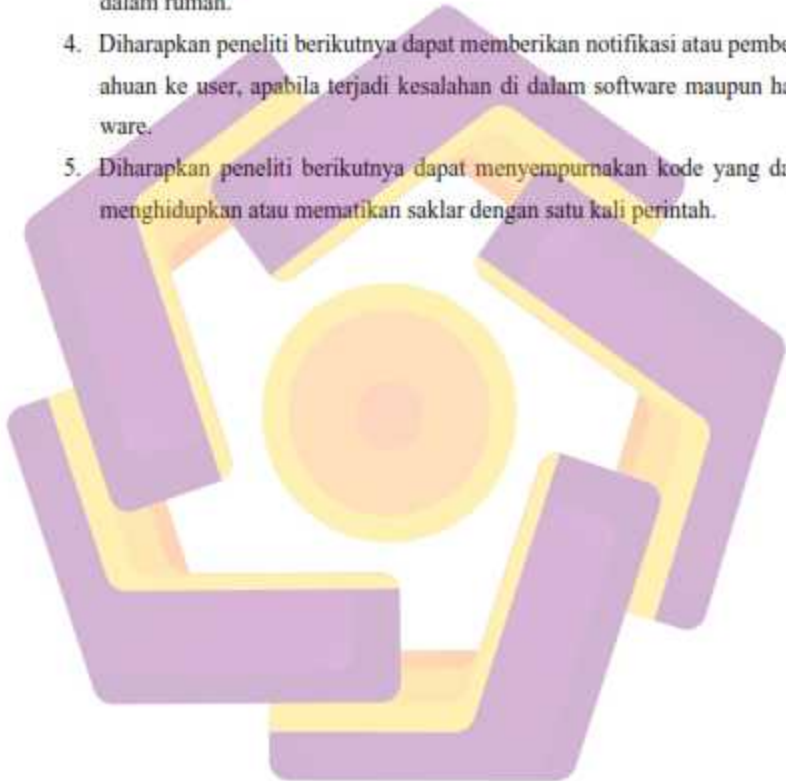 dalam rumah.
4. Diharapkan peneliti berikutnya dapat memberikan notifikasi atau pembe
ahuan ke user, apabila terjadi kesalahan di dalam software maupun ha
ware.
5. Diharapkan peneliti berikutnya dapat menyempurnakan kode yang da
menghidupkan atau mematikan saklar dengan satu kali perintah.